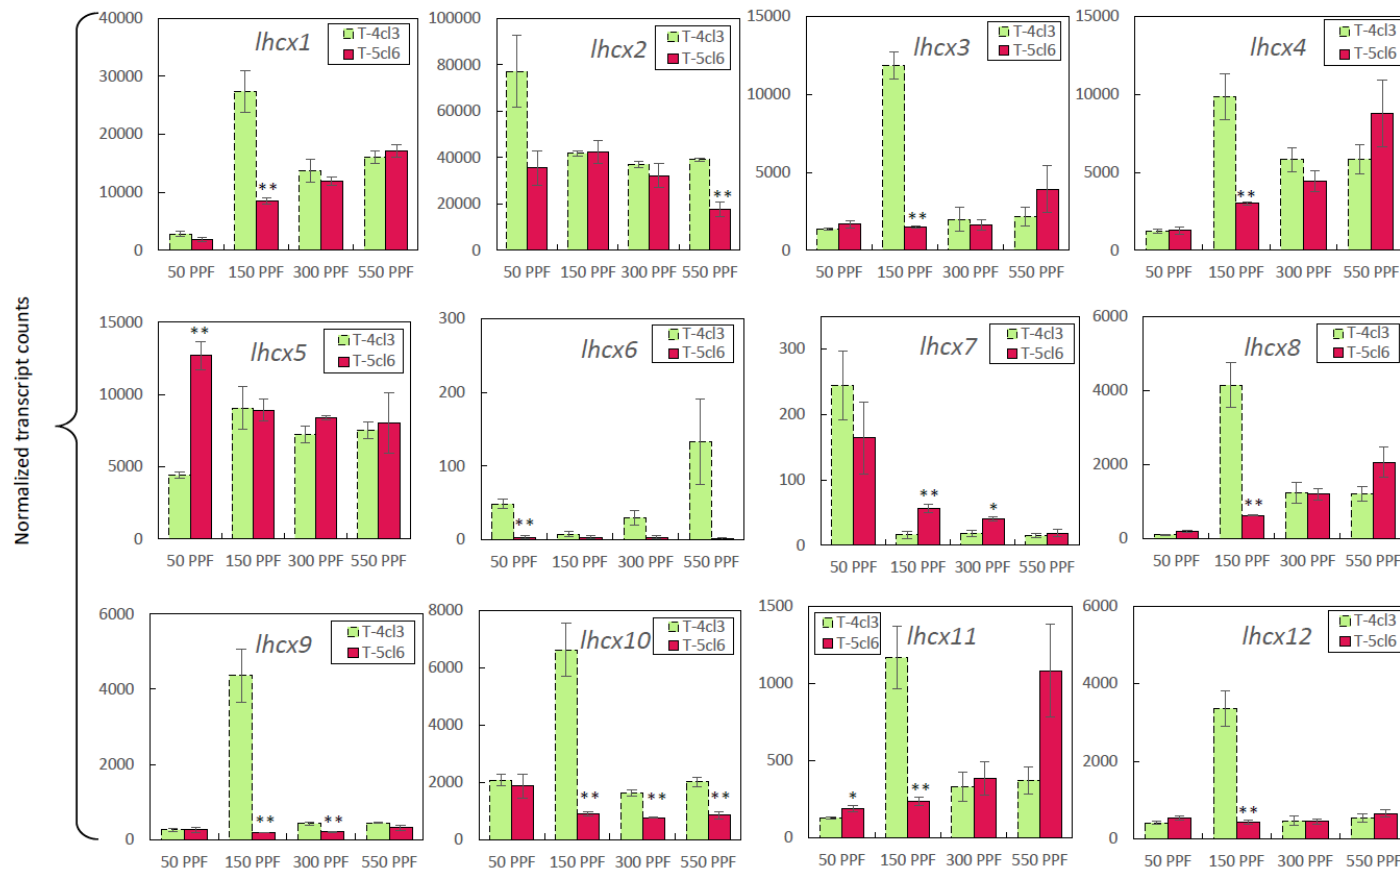 Normalized transcript counts
40000
30000
20000
10000
0
lhcx1
T-4cl3
T-5cl6
**
50 PPF 150 PPF 300 PPF 550 PPF
100000
80000
60000
40000
20000
0
lhcx2
T-4cl3
T-5cl6
**
50 PPF 150 PPF 300 PPF 550 PPF
15000
10000
5000
0
lhcx3
T-4cl3
T-5cl6
**
50 PPF 150 PPF 300 PPF 550 PPF
15000
10000
5000
0
lhcx4
T-4cl3
T-5cl6
**
50 PPF 150 PPF 300 PPF 550 PPF
15000
10000
5000
0
lhcx5
T-4cl3
T-5cl6
**
50 PPF 150 PPF 300 PPF 550 PPF
300
200
100
0
lhcx6
T-4cl3
T-5cl6
**
50 PPF 150 PPF 300 PPF 550 PPF
300
200
100
0
lhcx7
T-4cl3
T-5cl6
** *
50 PPF 150 PPF 300 PPF 550 PPF
6000
4000
2000
0
lhcx8
T-4cl3
T-5cl6
**
50 PPF 150 PPF 300 PPF 550 PPF
6000
4000
2000
0
lhcx9
T-4cl3
T-5cl6
** **
50 PPF 150 PPF 300 PPF 550 PPF
8000
6000
4000
2000
0
lhcx10
T-4cl3
T-5cl6
** ** **
50 PPF 150 PPF 300 PPF 550 PPF
1500
1000
500
0
T-4cl3
T-5cl6
lhcx11
* **
50 PPF 150 PPF 300 PPF 550 PPF
6000
4000
2000
0
lhcx12
T-4cl3
T-5cl6
**
50 PPF 150 PPF 300 PPF 550 PPF